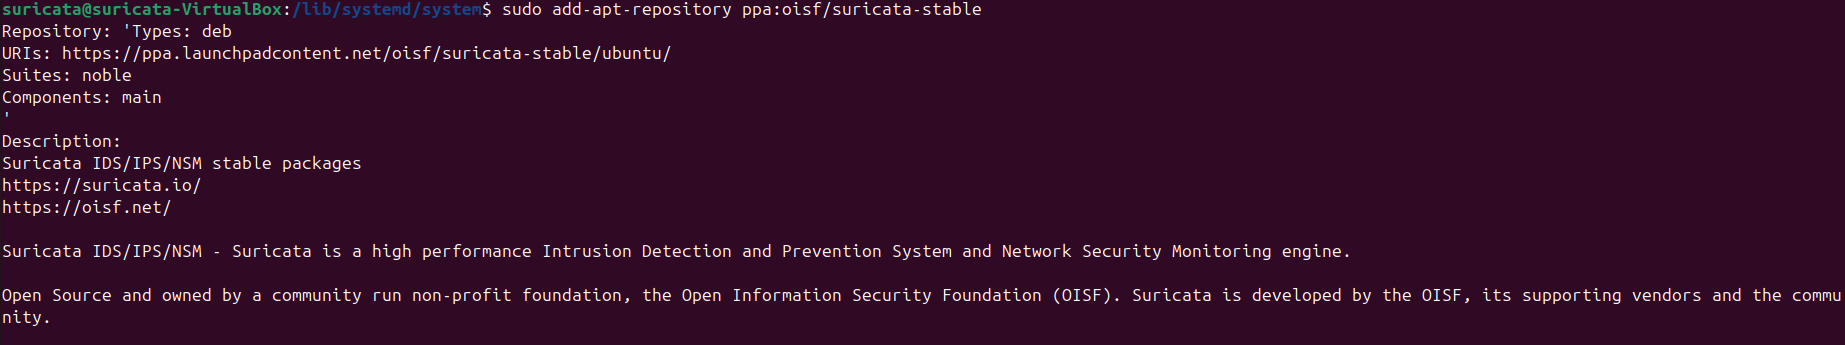 suricata@suricata-VirtualBox:/lib/systemd/system$ sudo add-apt-repository ppa:oisf/suricata-stable
Repository: 'Types: deb
URIs: https://ppa.launchpadcontent.net/oisf/suricata-stable/ubuntu/
Suites: noble
Components: main
'
Description:
Suricata IDS/IPS/NSM stable packages
https://suricata.io/
https://oisf.net/
Suricata IDS/IPS/NSM - Suricata is a high performance Intrusion Detection and Prevention System and Network Security Monitoring engine.
Open Source and owned by a community run non-profit foundation, the Open Information Security Foundation (OISF). Suricata is developed by the OISF, its supporting vendors and the commu
nity.